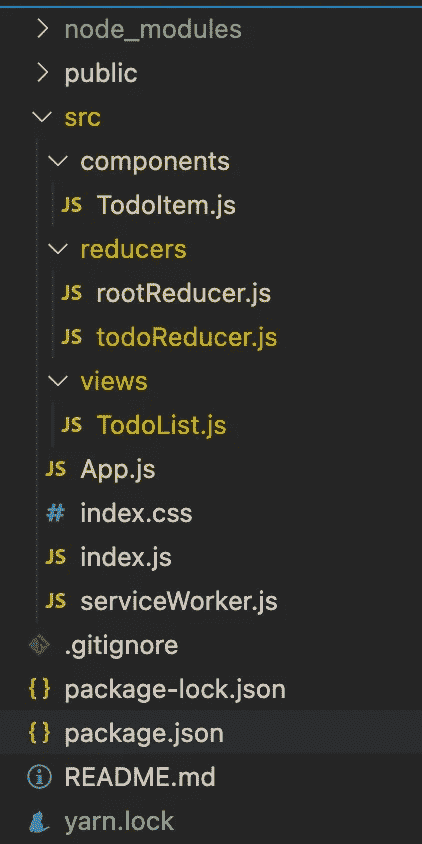 node_modules
public
src
components
JS TodoItem.js
reducers
JS rootReducer.js
JS todoReducer.js
views
JS TodoList.js
JS App.js
# index.css
JS index.js
JS serviceWorker.js
.gitignore
{} package-lock.json
{} package.json
README.md
yarn.lock